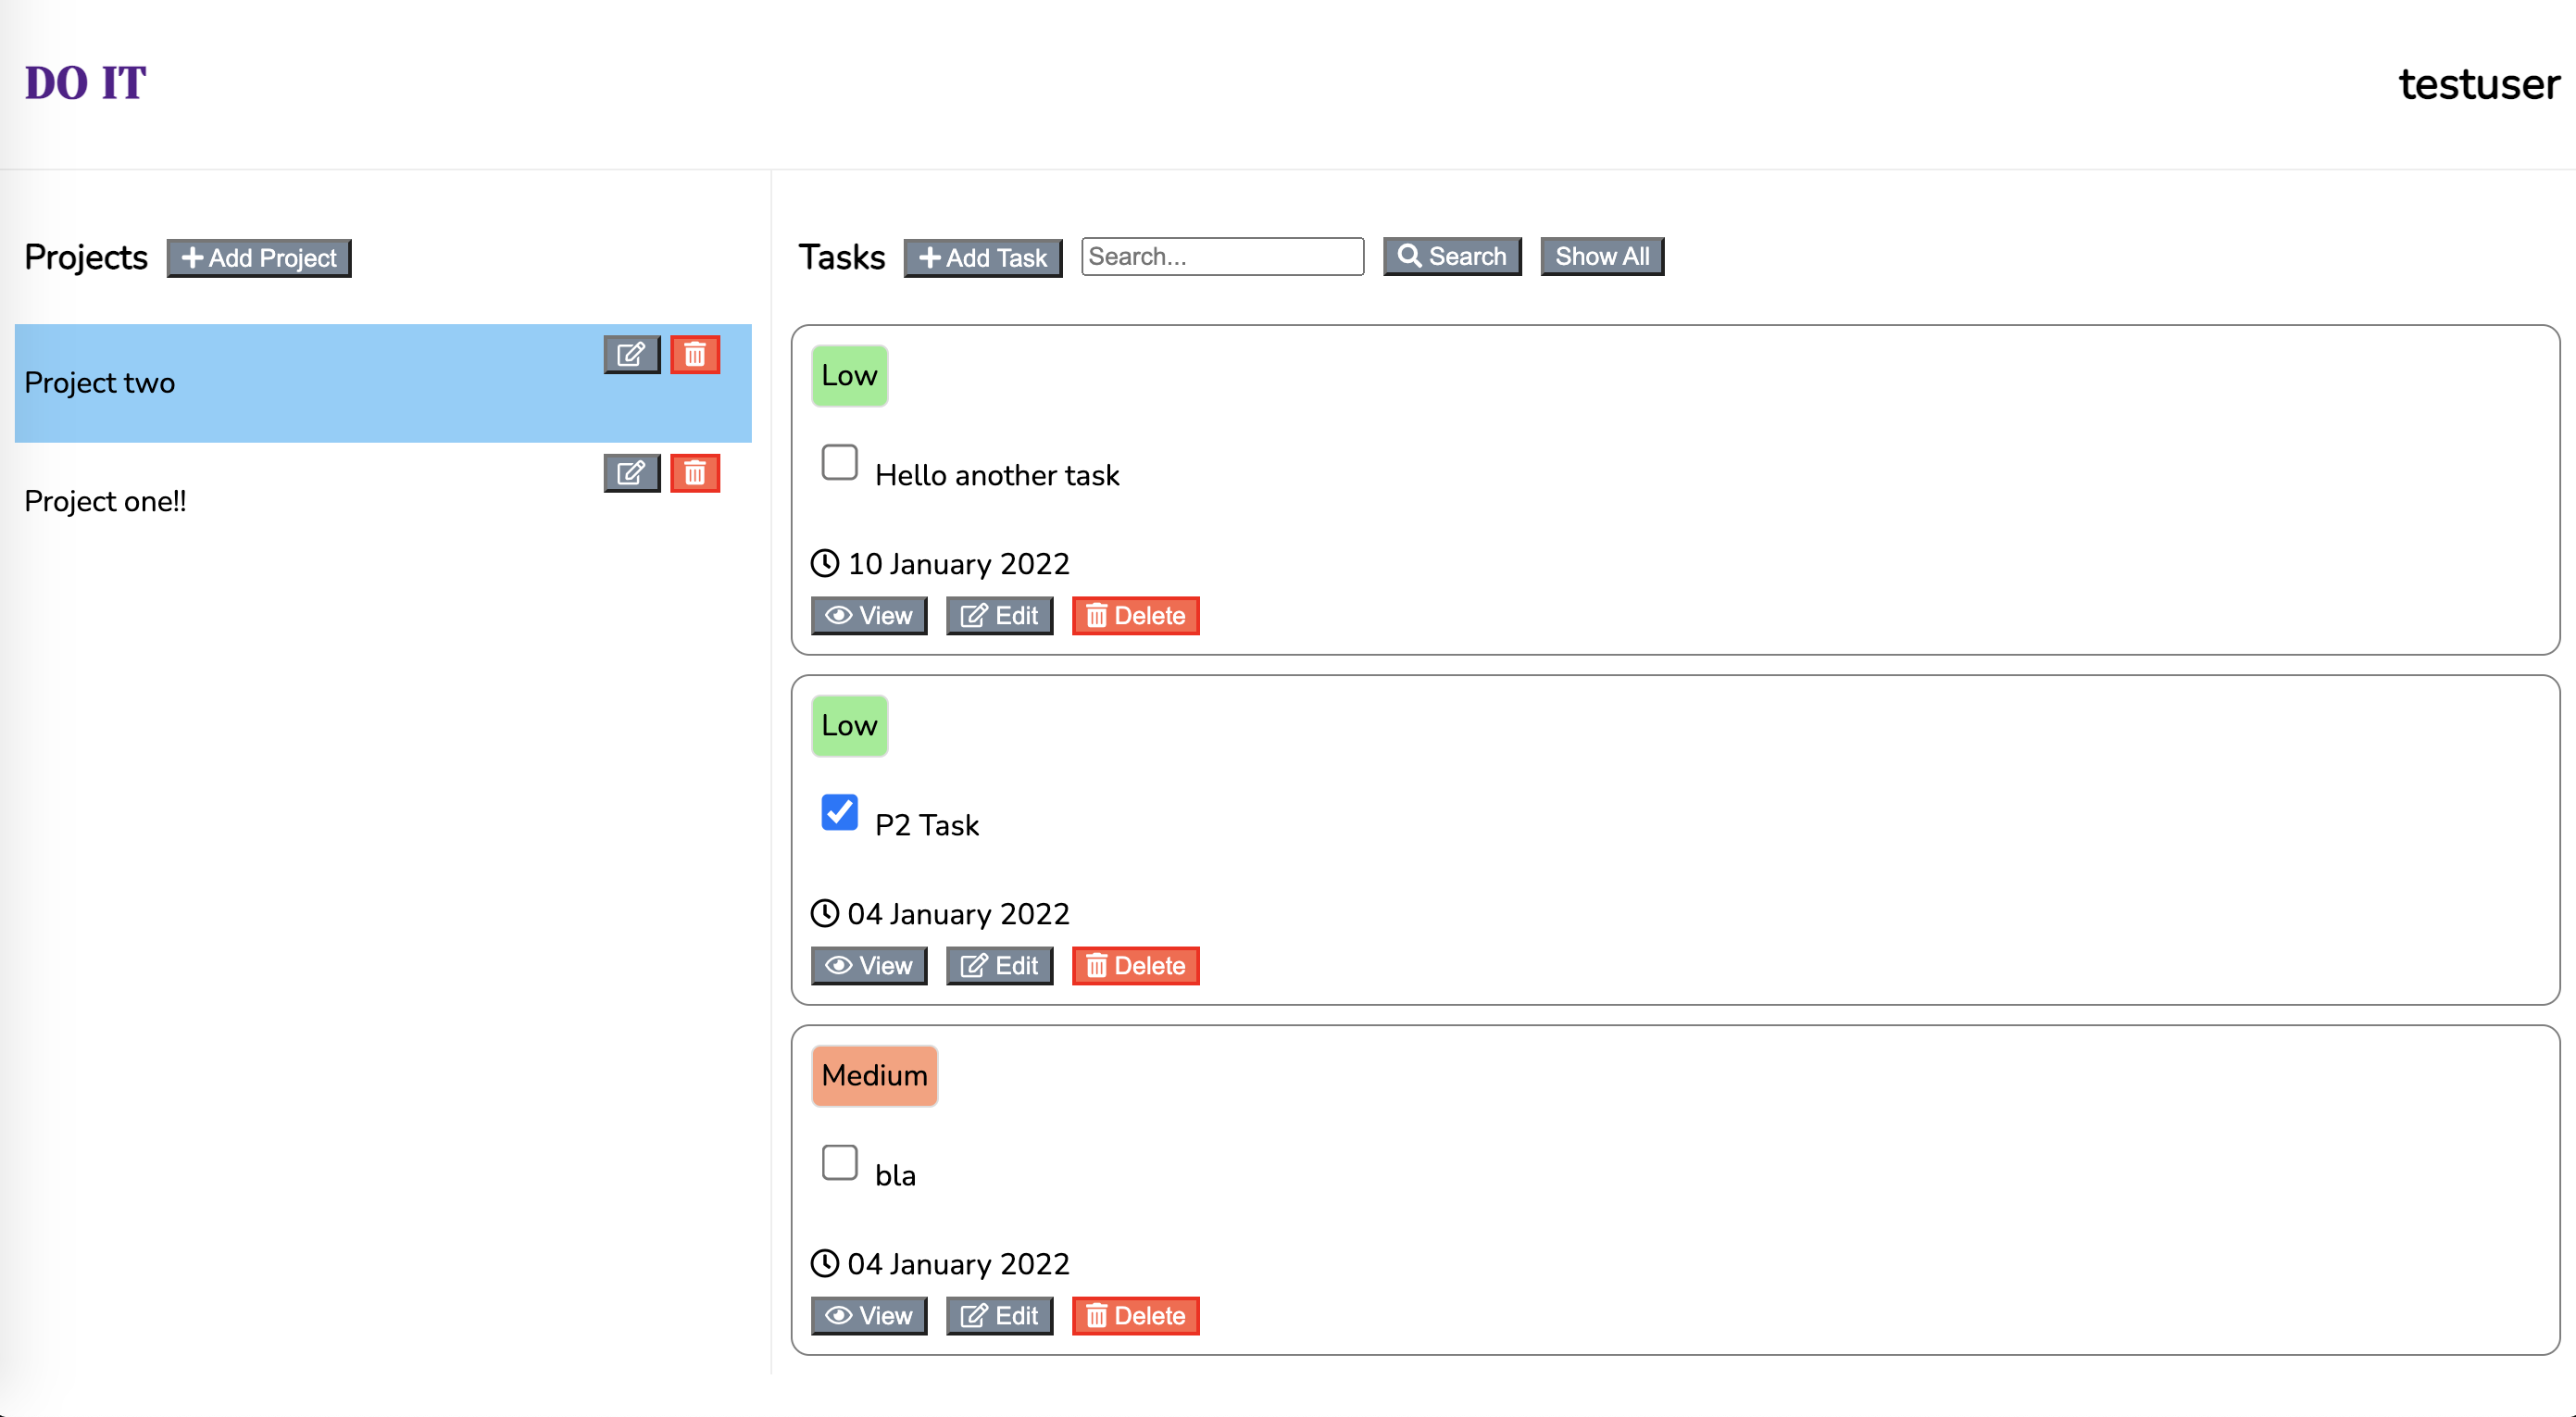 DO IT
testuser
Projects Add Project
Project two
Project one!!
Tasks Add Task Search... Search Show All
Low
Hello another task
10 January 2022
View Edit Delete
Low
P2 Task
04 January 2022
View Edit Delete
Medium
bla
04 January 2022
View Edit Delete